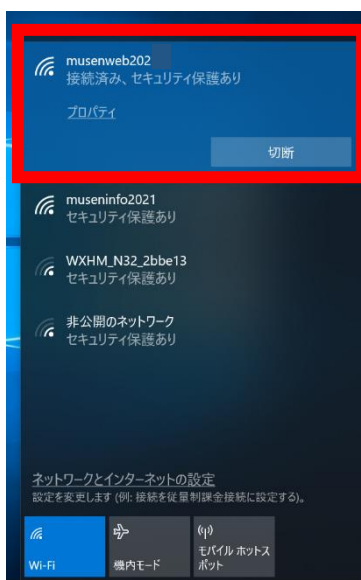 musenweb202
接続済み、セキュリティ保護あり
プロパティ
切断
museninfo2021
セキュリティ保護あり
WXHM_N32_2bbe13
セキュリティ保護あり
非公開のネットワーク
セキュリティ保護あり
ネットワークとインターネットの設定
設定を変更します (例: 接続を従量制課金接続に設定する)。
Wi-Fi
機内モード
モバイル ホットス
ポット